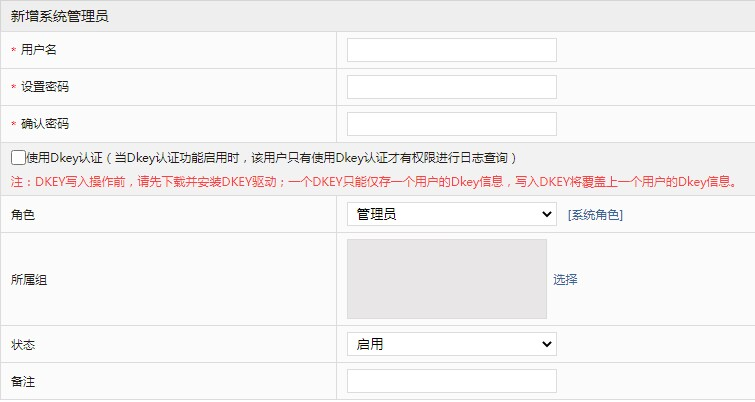 新增系统管理员
* 用户名
* 设置密码
* 确认密码
使用Dkey认证（当Dkey认证功能启用时，该用户只有使用Dkey认证才有权限进行日志查询）
注：DKEY写入操作前，请先下载并安装DKEY驱动；一个DKEY只能仅存一个用户的Dkey信息，写入DKEY将覆盖上一个用户的Dkey信息。
角色 管理员 [系统角色]
所属组 选择
状态 启用
备注